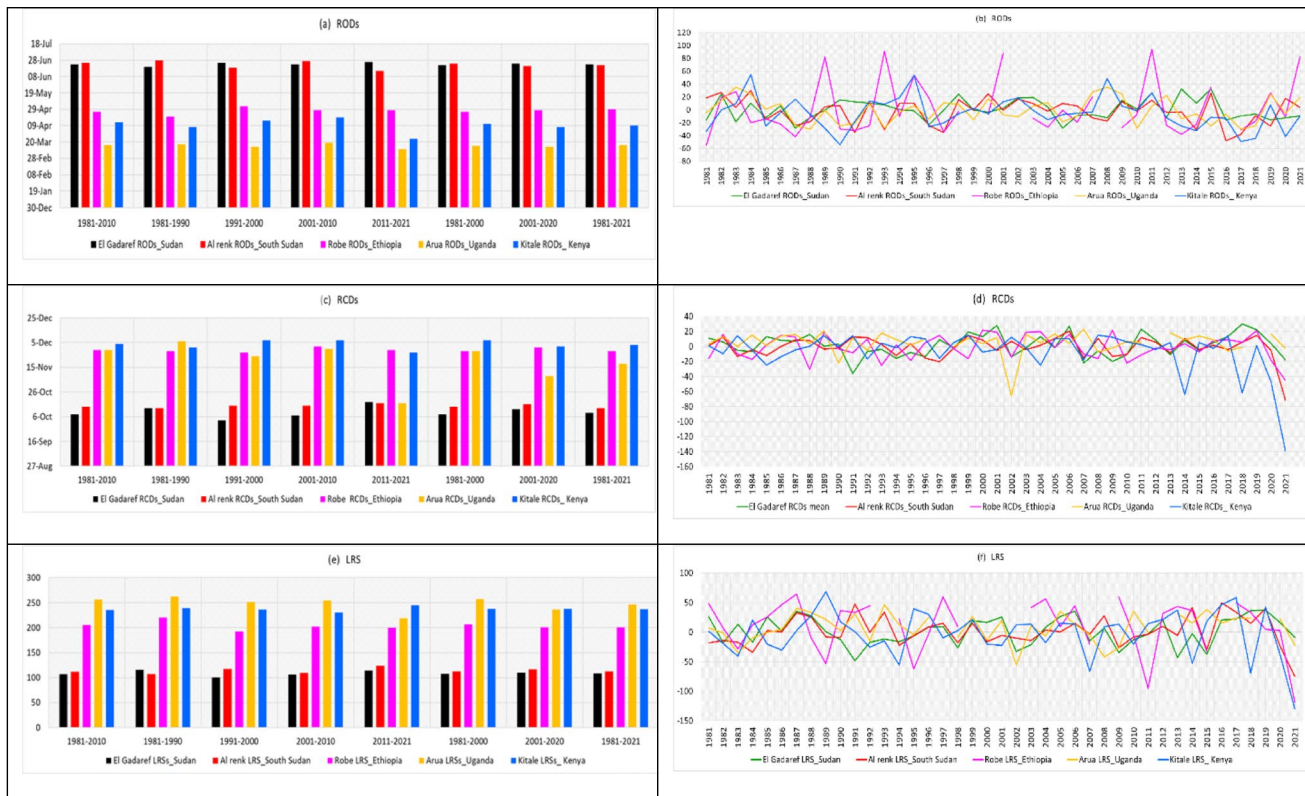 (a) RODs
18-Jul
28-Jun
08-Jun
19-May
29-Apr
09-Apr
20-Mar
28-Feb
08-Feb
19-Jan
30-Dec
1981-2010 1981-1990 1991-2000 2001-2010 2011-2021 1981-2000 2001-2020 1981-2021
El Gadaref RODs_Sudan Al renk RODs_South Sudan Robe RODs_Ethiopia Arua RODs_Uganda Kitale RODs_ Kenya
(b) RODs
120
100
80
60
40
20
0
-20
-40
-60
-80
1981 1982 1983 1984 1985 1986 1987 1988 1989 1990 1991 1992 1993 1994 1995 1996 1997 1998 1999 2000 2001 2002 2003 2004 2005 2006 2007 2008 2009 2010 2011 2012 2013 2014 2015 2016 2017 2018 2019 2020 2021
El Gadaref RODs_Sudan Al renk RODs_South Sudan Robe RODs_Ethiopia Arua RODs_Uganda Kitale RODs_ Kenya
(c) RCDs
25-Dec
5-Dec
15-Nov
26-Oct
6-Oct
16-Sep
27-Aug
1981-2010 1981-1990 1991-2000 2001-2010 2011-2021 1981-2000 2001-2020 1981-2021
El Gadaref RCDs_Sudan Al renk RCDs_South Sudan Robe RCDs_Ethiopia Arua RCDs_Uganda Kitale RCDs_ Kenya
(d) RCDs
40
20
0
-20
-40
-60
-80
-100
-120
-140
-160
1981 1982 1983 1984 1985 1986 1987 1988 1989 1990 1991 1992 1993 1994 1995 1996 1997 1998 1999 2000 2001 2002 2003 2004 2005 2006 2007 2008 2009 2010 2011 2012 2013 2014 2015 2016 2017 2018 2019 2020 2021
El Gadaref RCDs mean Al renk RCDs_South Sudan Robe RCDs_Ethiopia Arua RCDs_Uganda Kitale RCDs_ Kenya
(e) LRS
300
250
200
150
100
50
0
1981-2010 1981-1990 1991-2000 2001-2010 2011-2021 1981-2000 2001-2020 1981-2021
El Gadaref LRSs_Sudan Al renk LRS_South Sudan Robe LRS_Ethiopia Arua LRSs_Uganda Kitale LRSs_ Kenya
(f) LRS
100
50
0
-50
-100
-150
1981 1982 1983 1984 1985 1986 1987 1988 1989 1990 1991 1992 1993 1994 1995 1996 1997 1998 1999 2000 2001 2002 2003 2004 2005 2006 2007 2008 2009 2010 2011 2012 2013 2014 2015 2016 2017 2018 2019 2020 2021
El Gadaref LRS_Sudan Al renk LRS_South Sudan Robe LRS_Ethiopia Arua LRS_Uganda Kitale LRS_ Kenya